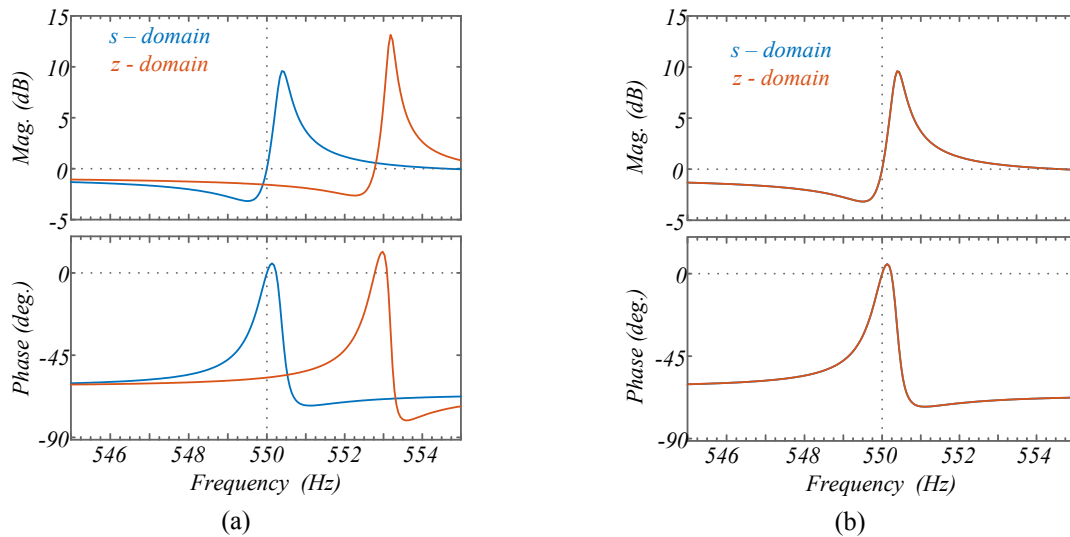 15
10
5
0
-5
Mag. (dB)
s – domain
z - domain
0
-45
-90
Phase (deg.)
546 548 550 552 554
Frequency (Hz)
(a)
15
10
5
0
-5
Mag. (dB)
s – domain
z - domain
0
-45
-90
Phase (deg.)
546 548 550 552 554
Frequency (Hz)
(b)